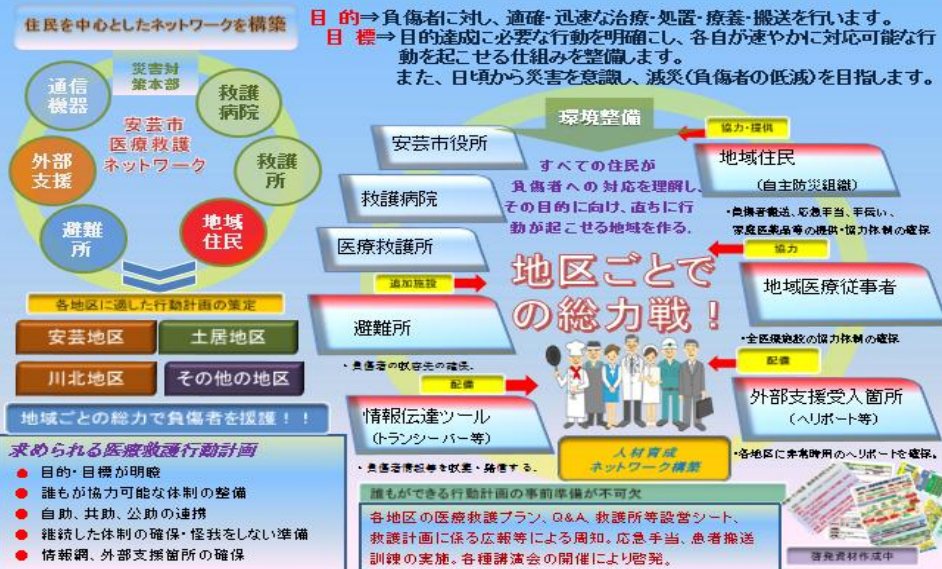 住民を中心としたネットワークを構築
目 的⇒負傷者に対し、適確・迅速な治療・処置・療養・搬送を行います。
目 標⇒目的達成に必要な行動を明確にし、各自が速やかに対応可能な行
動を起こせる仕組みを整備します。
また、日頃から災害を意識し、減災(負傷者の低減)を目指します。
災害対
策本部
通信
機器
救護
病院
安芸市
医療救護
ネットワーク
外部
支援
救護
所
避難
所
地域
住民
各地区に適した行動計画の策定
安芸地区
土居地区
川北地区
その他の地区
地域ごとの総力で負傷者を援護！！
求められる医療救護行動計画
● 目的・目標が明瞭
● 誰もが協力可能な体制の整備
● 自助、共助、公助の連携
● 継続した体制の確保・怪我をしない準備
● 情報網、外部支援箇所の確保
環境整備
安芸市役所
救護病院
医療救護所
追加施設
避難所
・負傷者の収容先の確保。
配備
情報伝達ツール
(トランシーバー等)
・負傷者情報等を収集・発信する。
すべての住民が
負傷者への対応を理解し、
その目的に向け、直ちに行
動が起こせる地域を作る。
地区ごとで
の総力戦！
協力・提供
地域住民
(自主防災組織)
・負傷者搬送、応急手当、手伝い、
家庭医薬品等の提供・協力体制の確保
協力
地域医療従事者
・全医療施設の協力体制の確保
配備
外部支援受入箇所
(ヘリポート等)
・各地区に非常時用のヘリポートを確保。
人材育成
ネットワーク構築
誰もができる行動計画の事前準備が不可欠
各地区の医療救護プラン、Q&A、救護所等設営シート、
救護計画に係る広報等による周知。応急手当、患者搬送
訓練の実施。各種講演会の開催により啓発。
啓発資材作成中